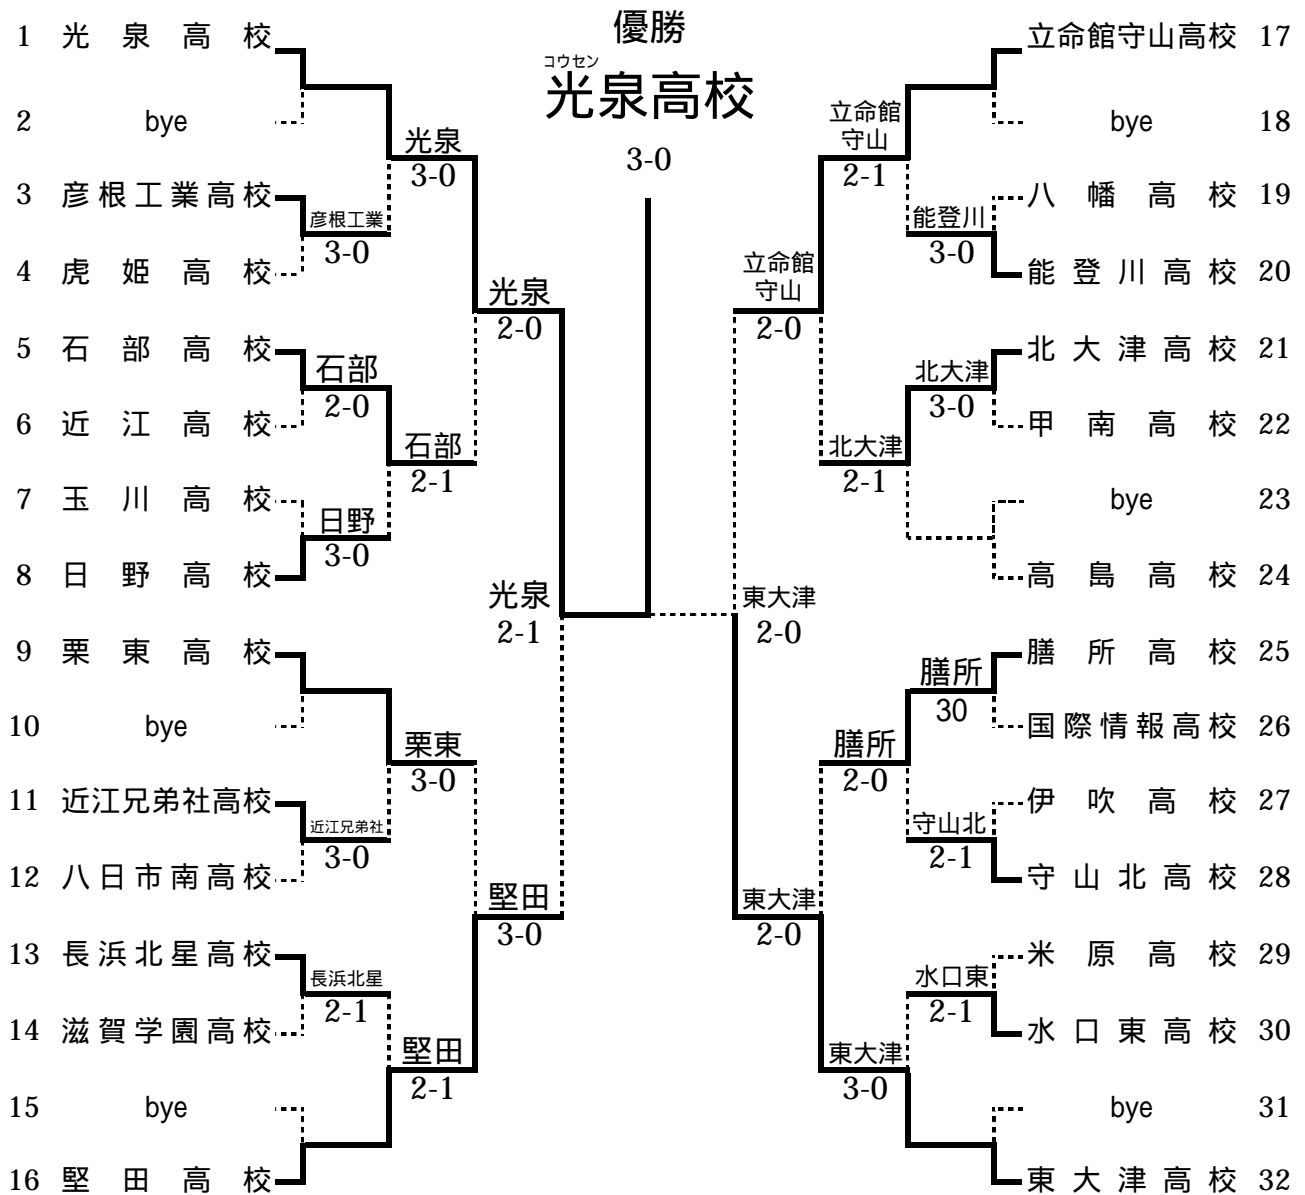 優勝
コウセン
光泉高校
3-0
1 光泉高校
2 bye
3 彦根工業高校
4 虎姫高校
5 石部高校
6 近江高校
7 玉川高校
8 日野高校
9 栗東高校
10 bye
11 近江兄弟社高校
12 八日市南高校
13 長浜北星高校
14 滋賀学園高校
15 bye
16 堅田高校
彦根工業
3-0
石部
2-0
日野
3-0
近江兄弟社
3-0
長浜北星
2-1
光泉
3-0
石部
2-1
栗東
3-0
堅田
2-1
光泉
2-0
堅田
3-0
光泉
2-1
東大津
2-0
立命館
守山
2-0
東大津
2-0
立命館
守山
2-1
北大津
2-1
膳所
2-0
東大津
3-0
能登川
3-0
北大津
3-0
膳所
30
守山北
2-1
水口東
2-1
立命館守山高校 17
bye 18
八幡高校 19
能登川高校 20
北大津高校 21
甲南高校 22
bye 23
高島高校 24
膳所高校 25
国際情報高校 26
伊吹高校 27
守山北高校 28
米原高校 29
水口東高校 30
bye 31
東大津高校 32